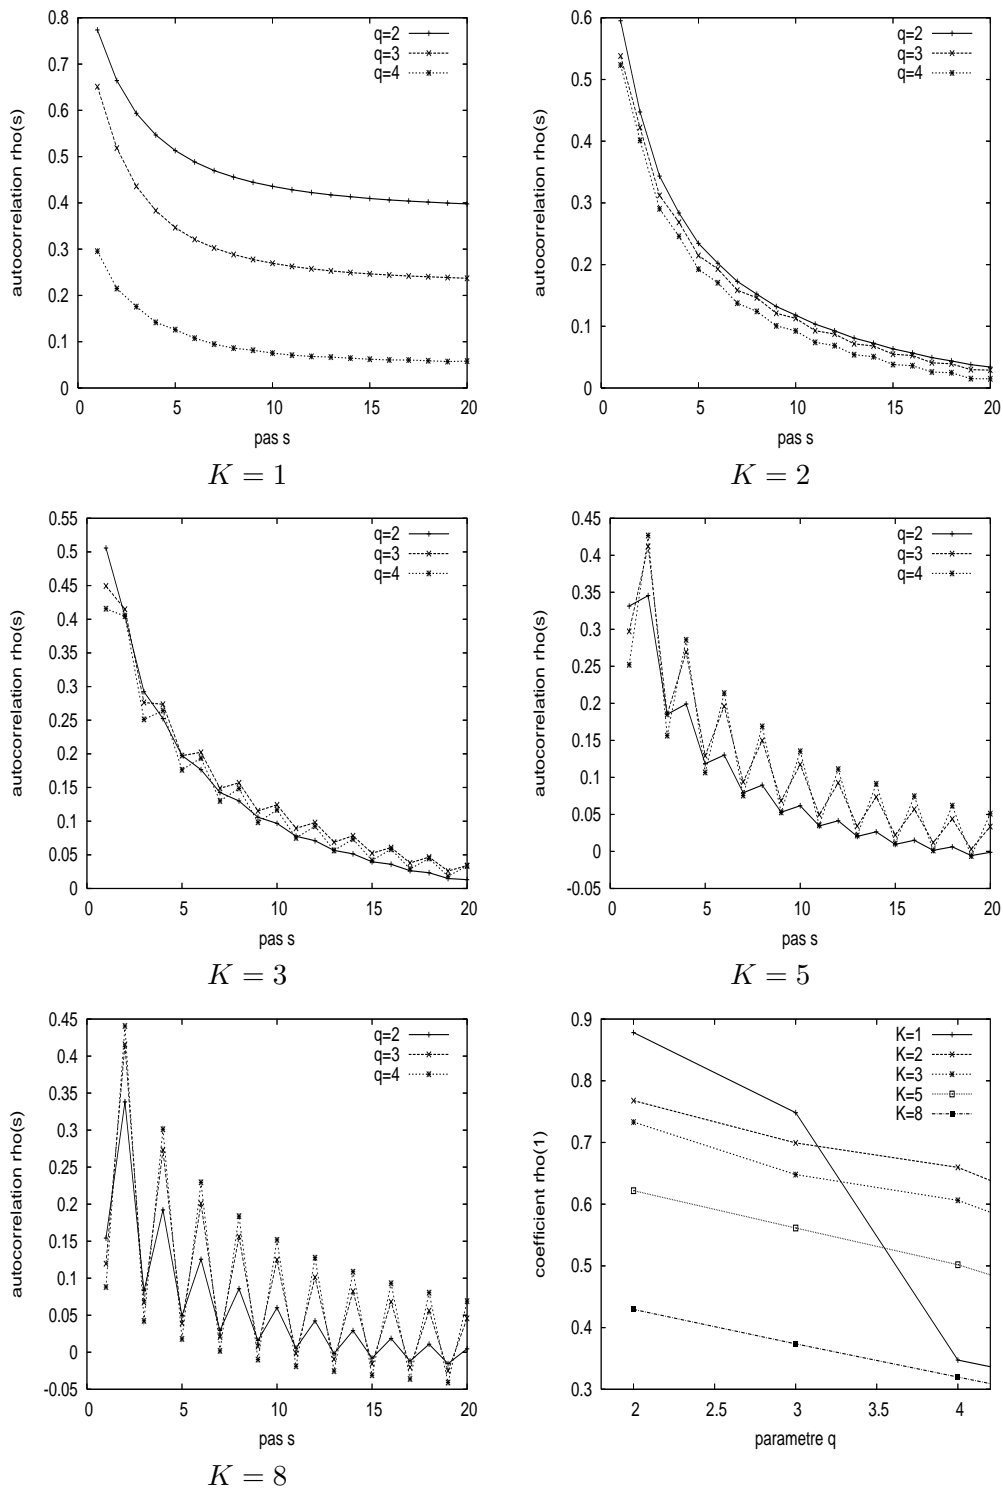 0.8
0.7
0.6
0.5
0.4
0.3
0.2
0.1
0
0
5
10
15
20
autocorrelation rho(s)
pas s
q=2
q=3
q=4
K = 1
0.6
0.5
0.4
0.3
0.2
0.1
0
0
5
10
15
20
autocorrelation rho(s)
pas s
q=2
q=3
q=4
K = 2
0.55
0.5
0.45
0.4
0.35
0.3
0.25
0.2
0.15
0.1
0.05
0
0
5
10
15
20
autocorrelation rho(s)
pas s
q=2
q=3
q=4
K = 3
0.45
0.4
0.35
0.3
0.25
0.2
0.15
0.1
0.05
0
-0.05
0
5
10
15
20
autocorrelation rho(s)
pas s
q=2
q=3
q=4
K = 5
0.45
0.4
0.35
0.3
0.25
0.2
0.15
0.1
0.05
0
-0.05
0
5
10
15
20
autocorrelation rho(s)
pas s
q=2
q=3
q=4
K = 8
0.9
0.8
0.7
0.6
0.5
0.4
0.3
2
2.5
3
3.5
4
coefficient rho(1)
parametre q
K=1
K=2
K=3
K=5
K=8